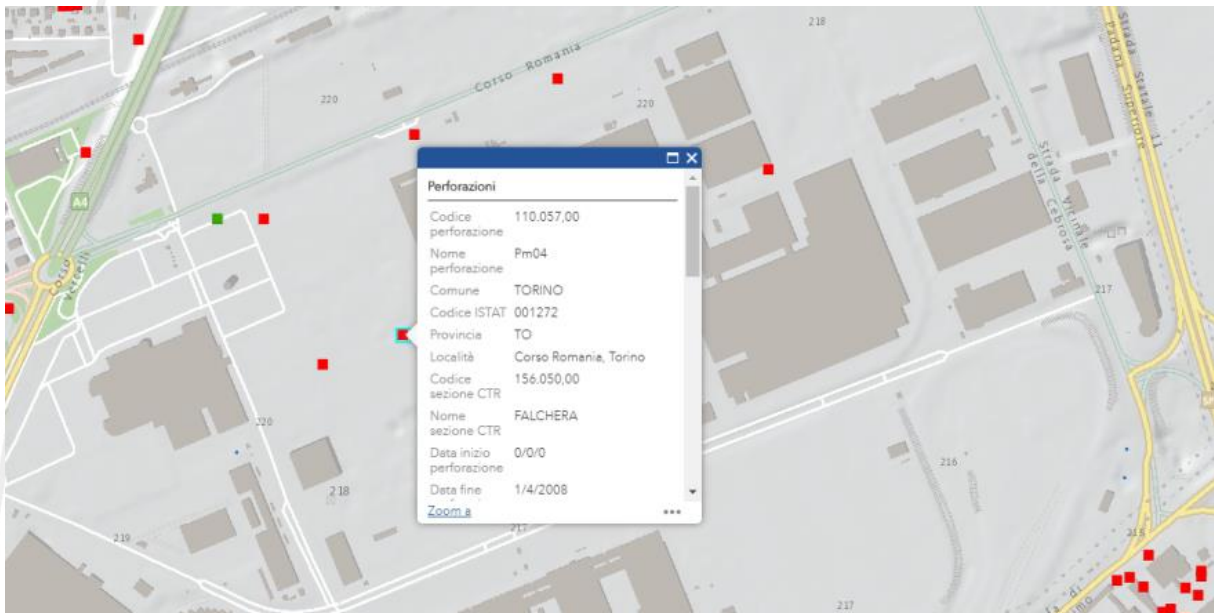 218
Corso Romania
220
220
Strada Statale 11
Padana Superiore
Strada Vicinale
della Cebrosa
A4
Corso
Vercelli
Perforazioni
Codice perforazione 110.057,00
Nome perforazione Pm04
Comune TORINO
Codice ISTAT 001272
Provincia TO
Località Corso Romania, Torino
Codice sezione CTR 156.050,00
Nome sezione CTR FALCHERA
Data inizio perforazione 0/0/0
Data fine 1/4/2008
Zoom a
217
220
218
216
219
217
217